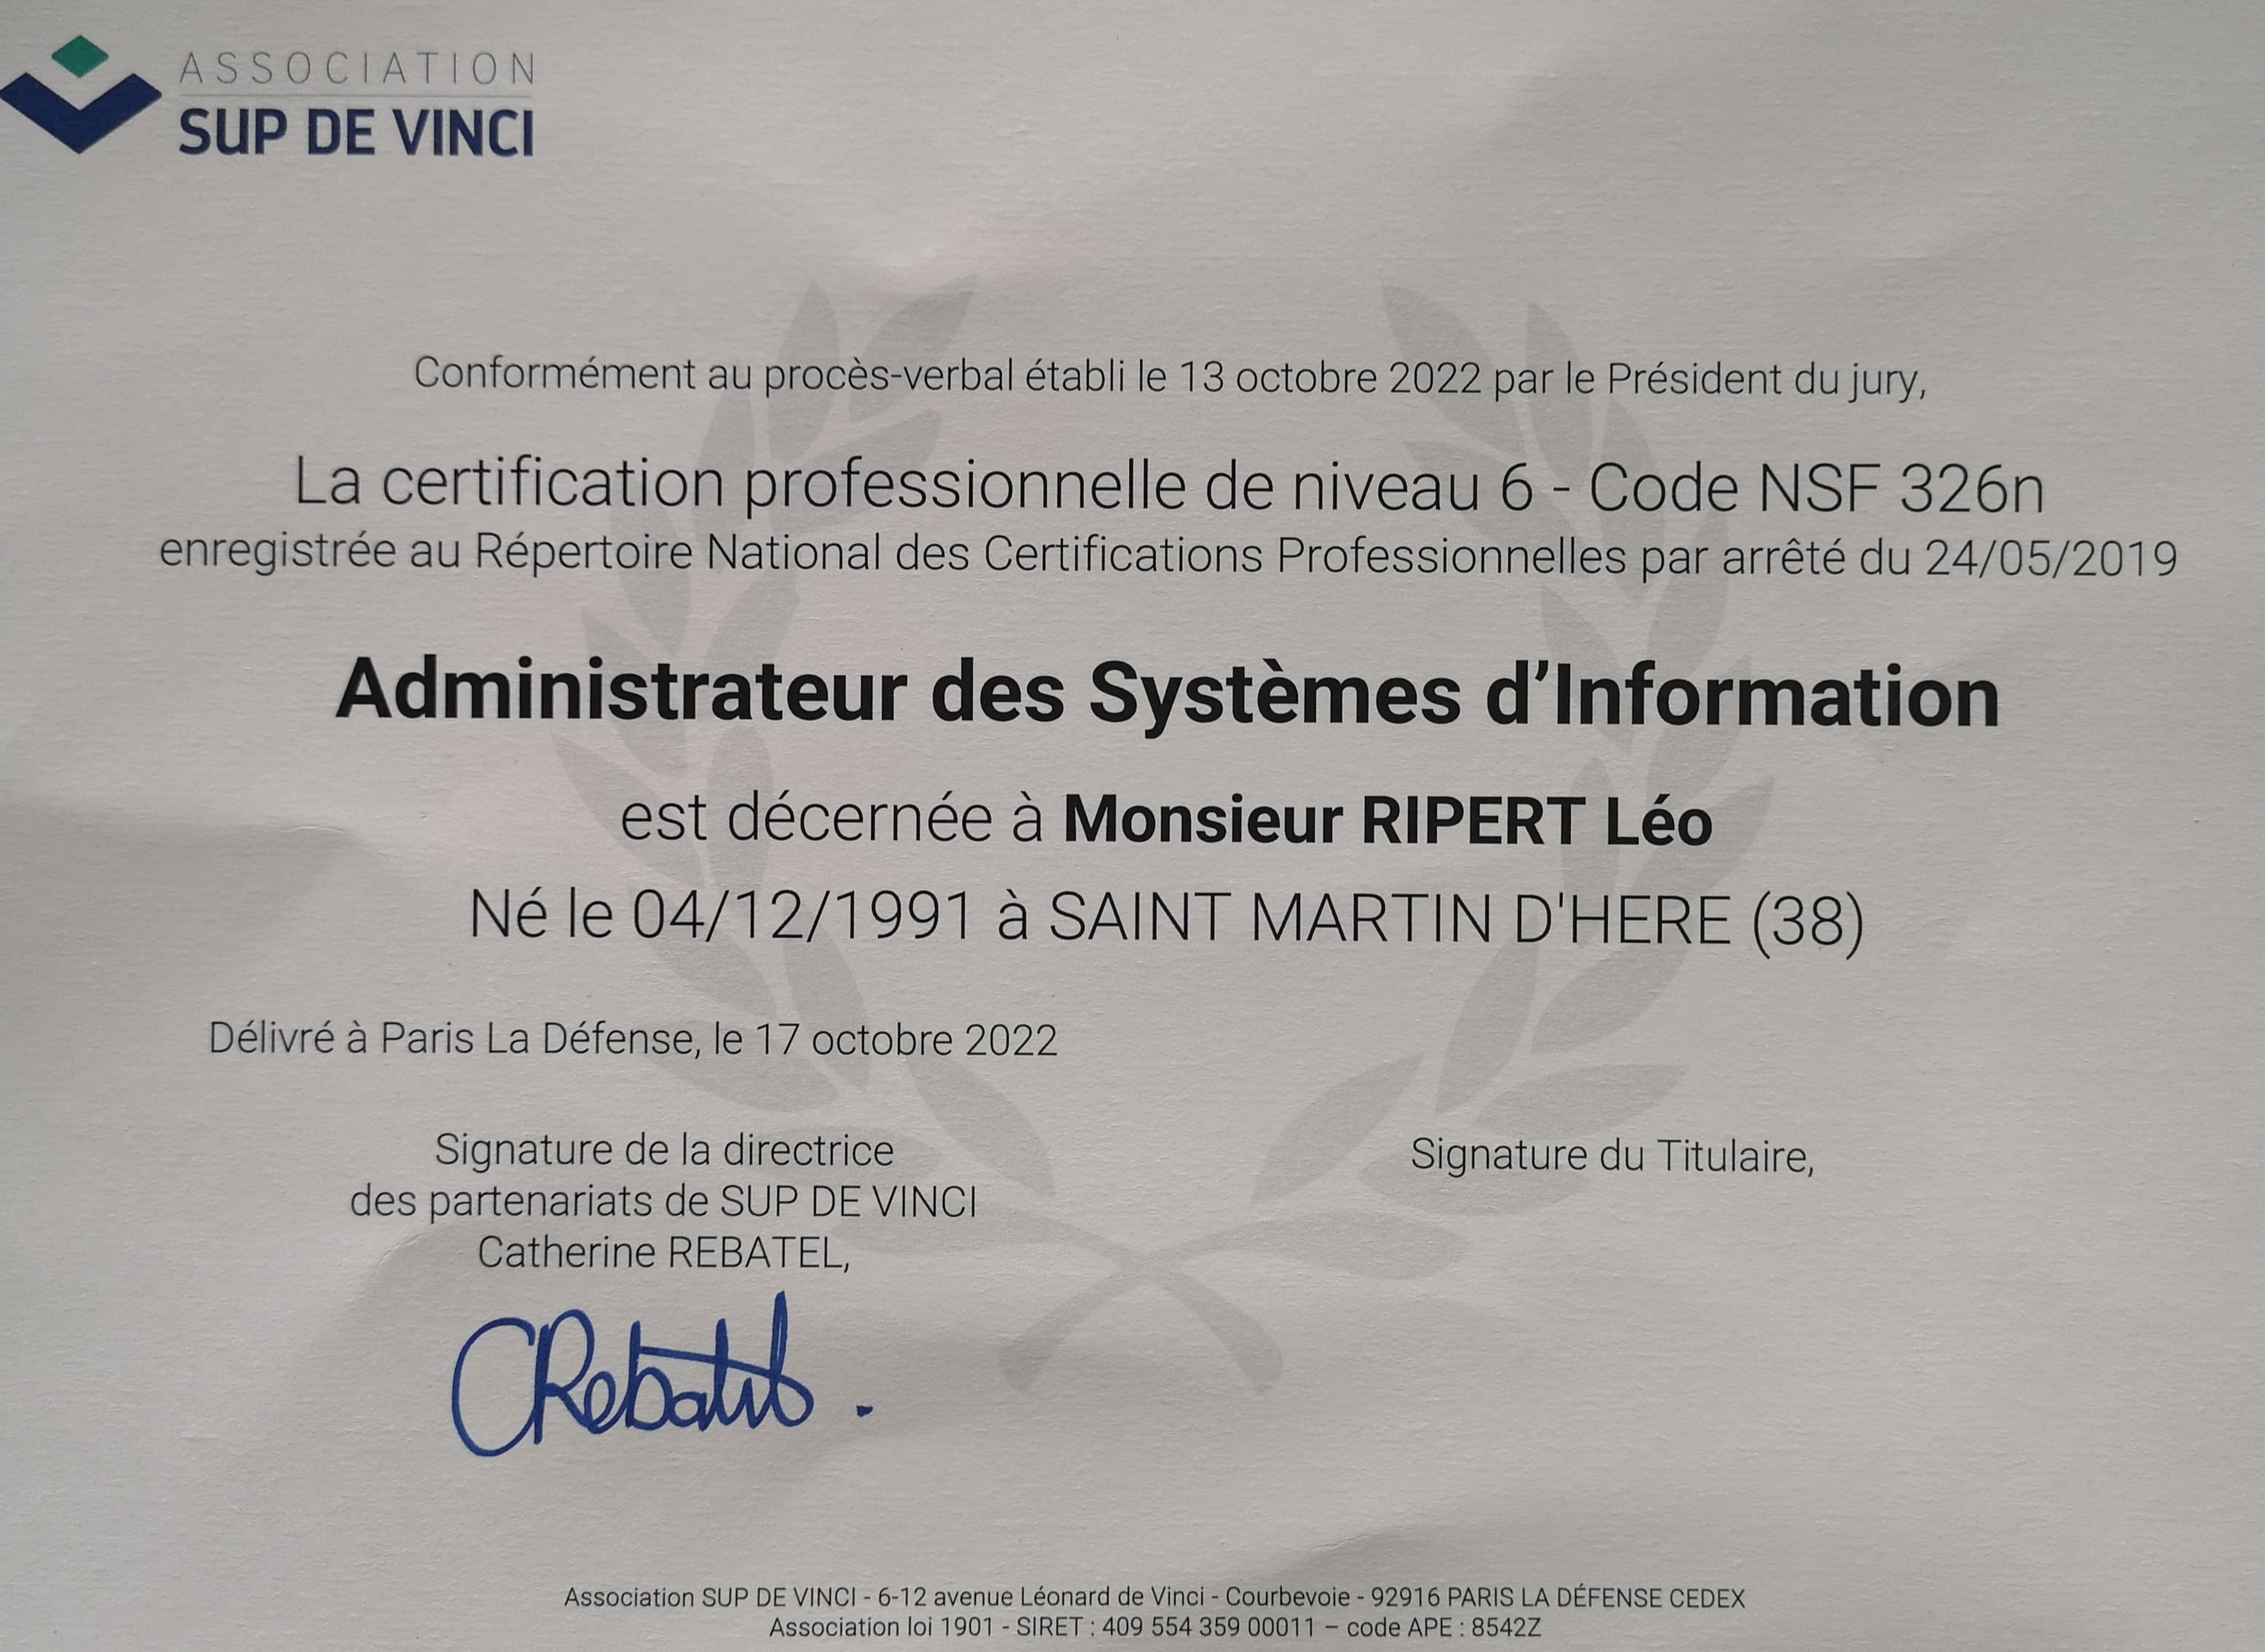 ASSOCIATION
SUP DE VINCI
Conformément au procès-verbal établi le 13 octobre 2022 par le Président du jury,
La certification professionnelle de niveau 6 - Code NSF 326n
enregistrée au Répertoire National des Certifications Professionnelles par arrêté du 24/05/2019
Administrateur des Systèmes d’Information
est décernée à Monsieur RIPERT Léo
Né le 04/12/1991 à SAINT MARTIN D'HERE (38)
Délivré à Paris La Défense, le 17 octobre 2022
Signature de la directrice
des partenariats de SUP DE VINCI
Catherine REBATEL,
Signature du Titulaire,
CRebatel.
Association SUP DE VINCI - 6-12 avenue Léonard de Vinci - Courbevoie - 92916 PARIS LA DÉFENSE CEDEX
Association loi 1901 - SIRET : 409 554 359 00011 – code APE : 8542Z